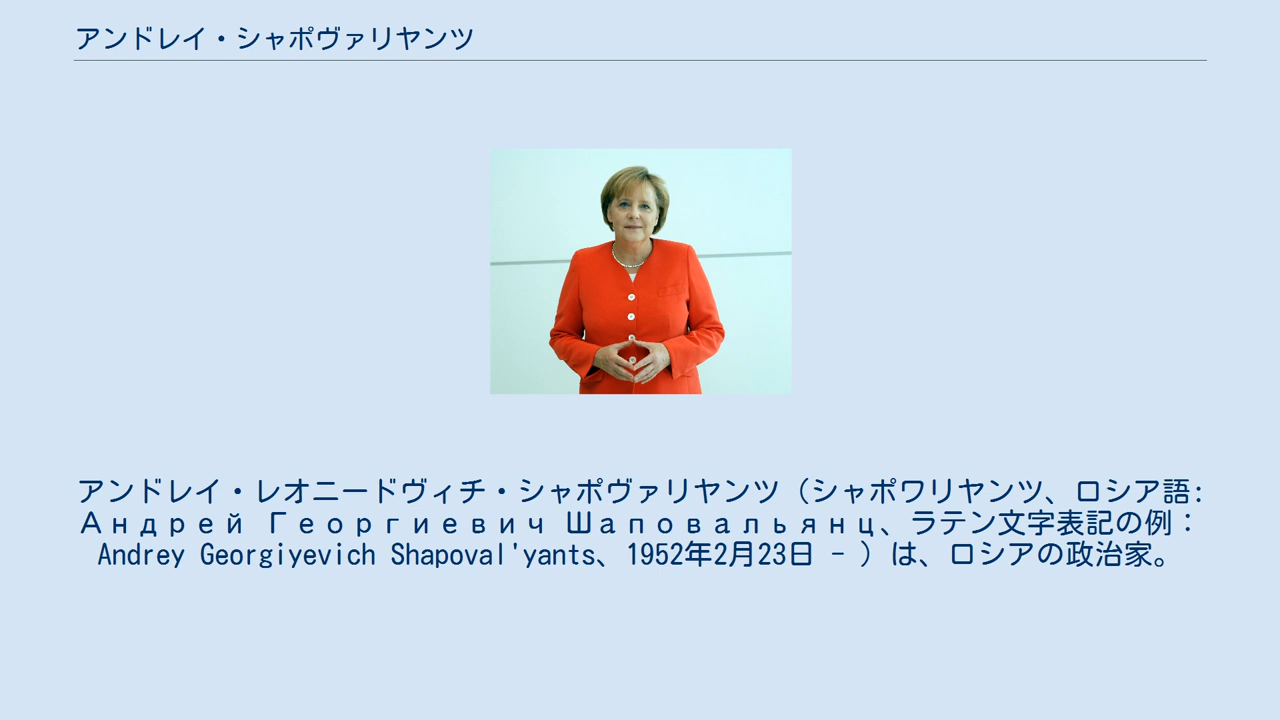 アンドレイ・シャポヴァリヤンツ
アンドレイ・レオニードヴィチ・シャポヴァリヤンツ（シャポワリヤンツ、ロシア語:
Андрей Георгиевич Шаповальянц、ラテン文字表記の例：
Andrey Georgiyevich Shapoval'yants、1952年2月23日 - ）は、ロシアの政治家。